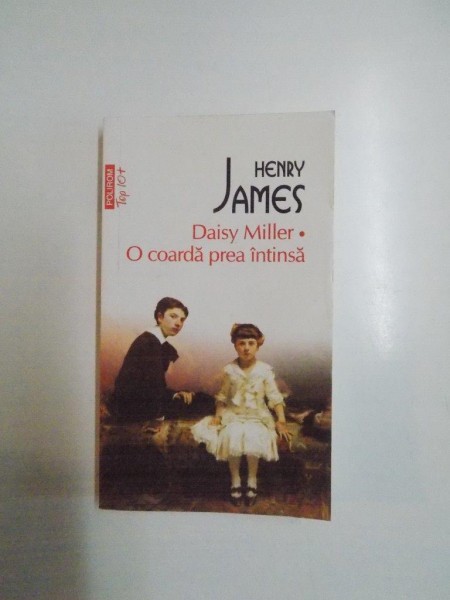 POLIROM
Top 10+
HENRY
JAMES
Daisy Miller •
O coardă prea întinsă